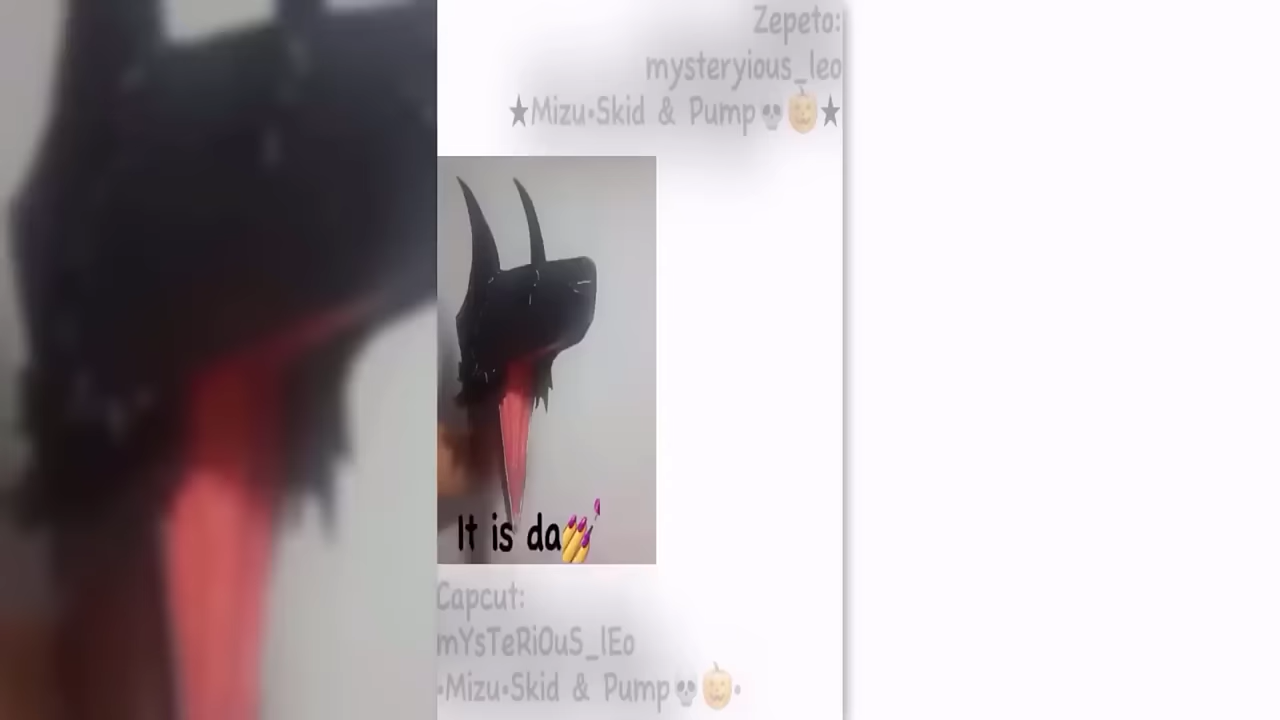 Zepeto:
mysteryious_leo
★Mizu•Skid & Pump💀🎃★
It is da💅
Capcut:
mYsTeRiOuS_lEo
•Mizu•Skid & Pump💀🎃•